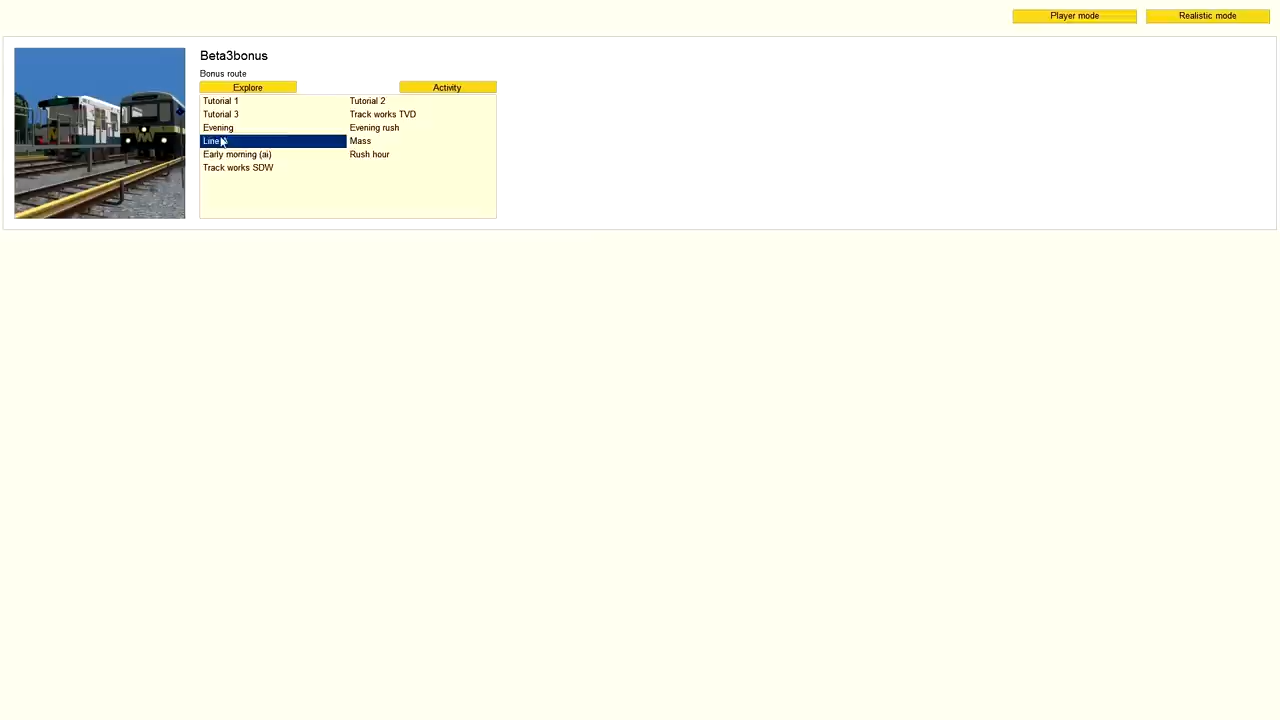 Player mode Realistic mode
Beta3bonus
Bonus route
Explore Activity
Tutorial 1 Tutorial 2
Tutorial 3 Track works TVD
Evening Evening rush
Line Mass
Early morning (ai) Rush hour
Track works SDW